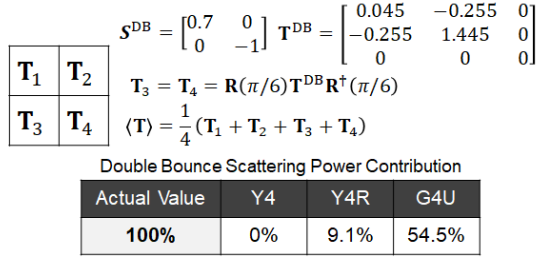 S^DB = [0.7 0 0 −1] T^DB = [0.045 −0.255 0 −0.255 1.445 0 0 0 0]
T₁ T₂
T₃ T₄
T₃ = T₄ = R(π/6)T^DB R†(π/6)
⟨T⟩ = 1/4 (T₁ + T₂ + T₃ + T₄)
Double Bounce Scattering Power Contribution
Actual Value Y4 Y4R G4U
100% 0% 9.1% 54.5%